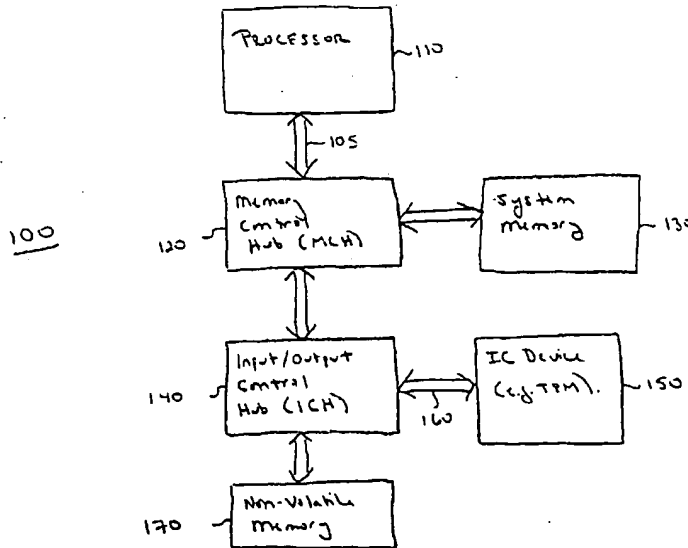 PROCESSOR
110
105
100
Memory
Control
Hub (MCH)
120
System
Memory
130
Input/Output
Control
Hub (ICH)
140
IC Device
(e.g. TPM).
150
160
Non-Volatile
Memory
170